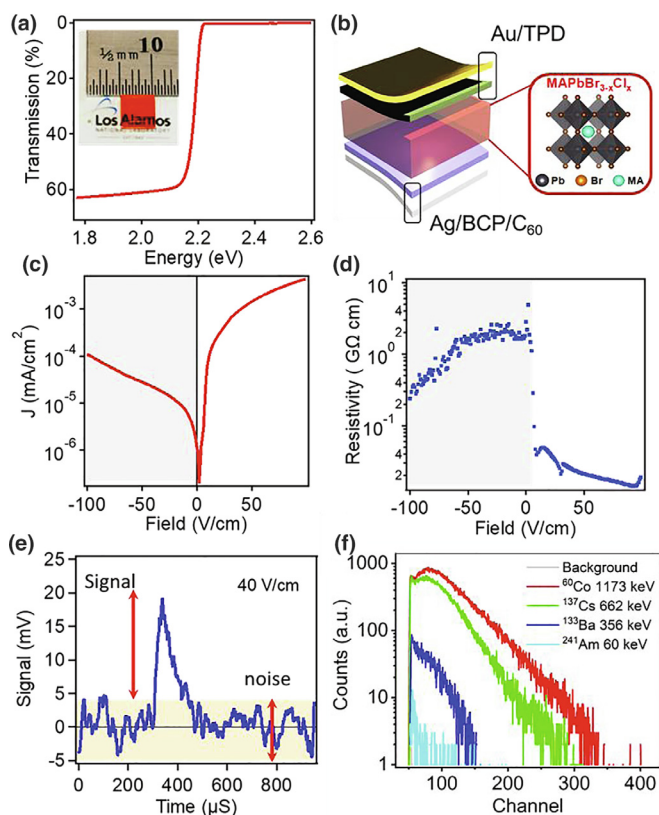 (a)
Transmission (%)
0
20
40
60
1.8
2.0
2.2
2.4
2.6
Energy (eV)
½ mm 10
Los Alamos
NATIONAL LABORATORY
(b)
Au/TPD
Ag/BCP/C₆₀
MAPbBr₃₋ₓClₓ
Pb Br MA
(c)
J (mA/cm²)
10⁻³
10⁻⁴
10⁻⁵
10⁻⁶
-100
-50
0
50
Field (V/cm)
(d)
Resistivity ( GΩ cm)
10¹
4
2
10⁰
4
2
10⁻¹
4
2
-100
-50
0
50
Field (V/cm)
(e)
Signal (mV)
25
20
15
10
5
0
-5
Signal
40 V/cm
noise
0
200
400
600
800
Time (µS)
(f)
Counts (a.u.)
1000
100
10
1
Background
⁶⁰Co 1173 keV
¹³⁷Cs 662 keV
¹³³Ba 356 keV
²⁴¹Am 60 keV
100
200
300
400
Channel